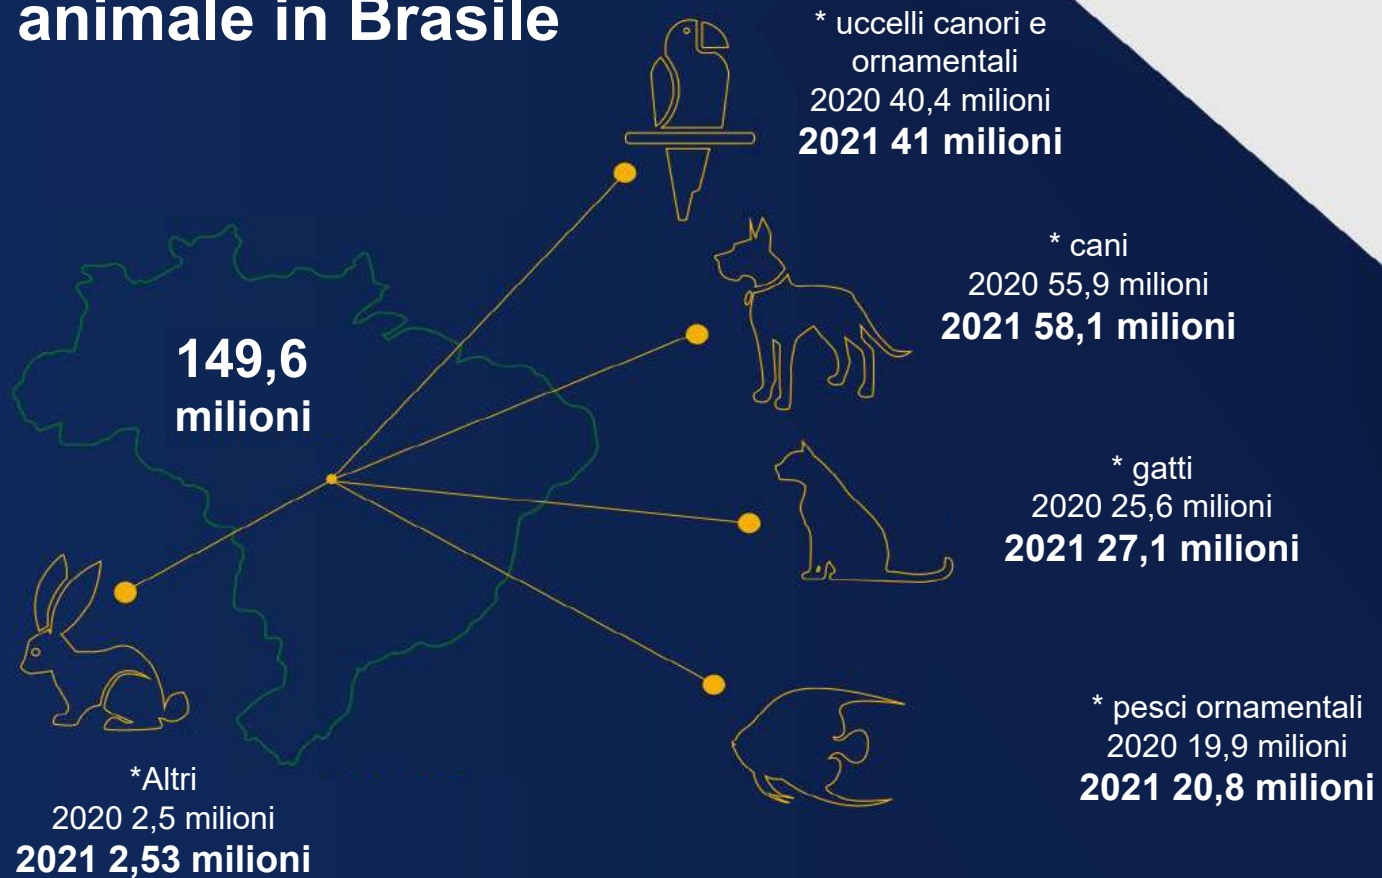 animale in Brasile
* uccelli canori e
ornamentali
2020 40,4 milioni
2021 41 milioni
* cani
2020 55,9 milioni
2021 58,1 milioni
149,6
milioni
* gatti
2020 25,6 milioni
2021 27,1 milioni
* pesci ornamentali
2020 19,9 milioni
2021 20,8 milioni
*Altri
2020 2,5 milioni
2021 2,53 milioni